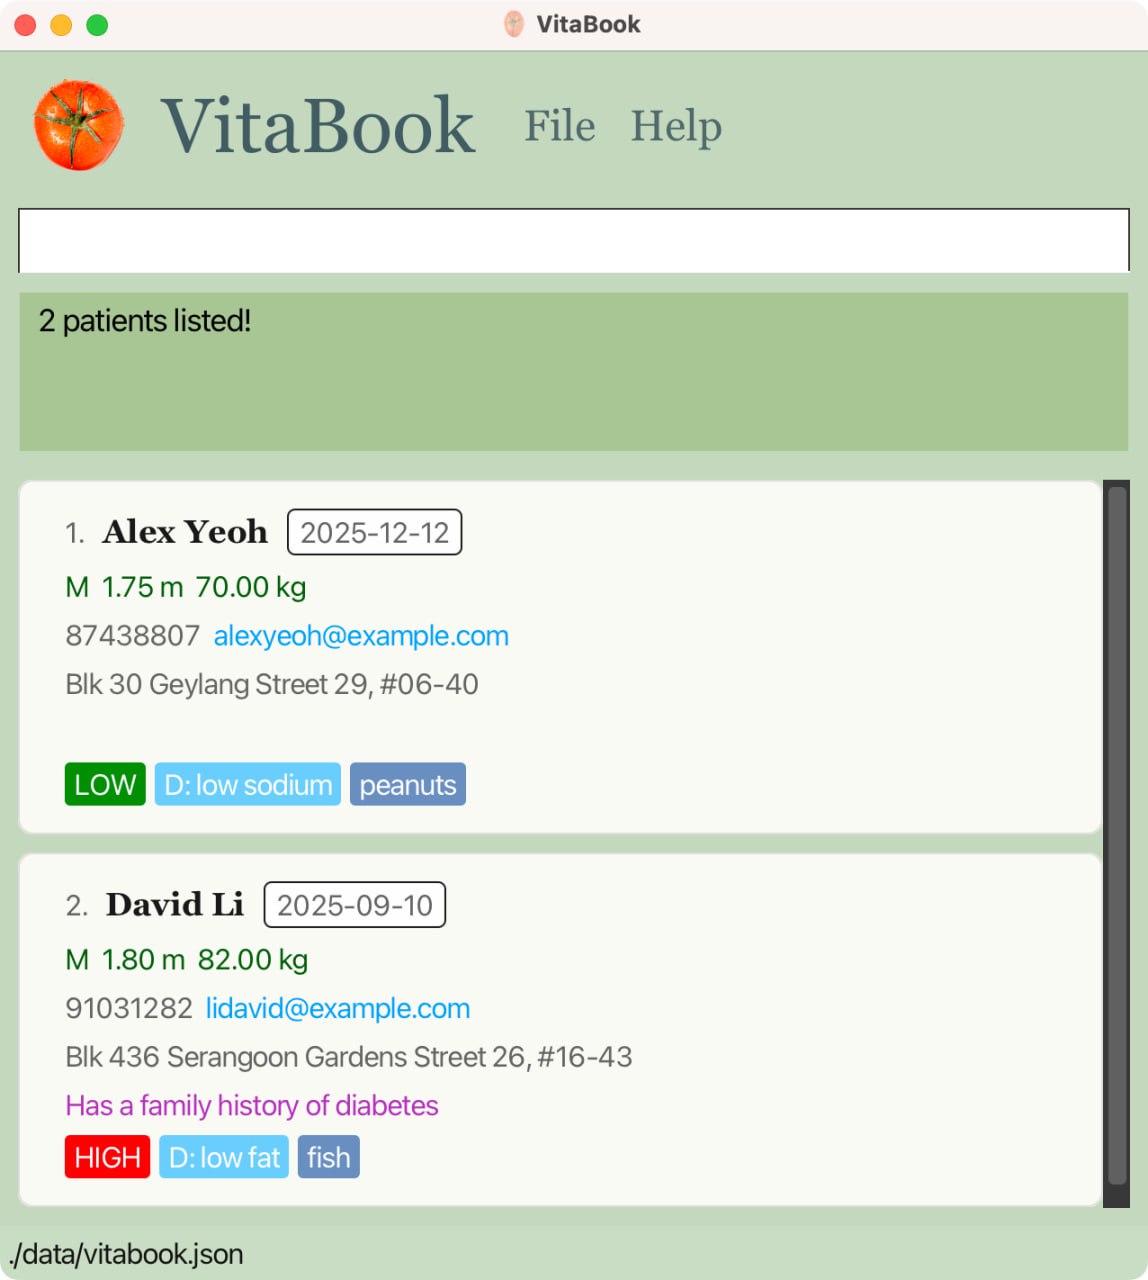 VitaBook
VitaBook File Help
2 patients listed!
1. Alex Yeoh 2025-12-12
M 1.75 m 70.00 kg
87438807 alexyeoh@example.com
Blk 30 Geylang Street 29, #06-40
LOW D: low sodium peanuts
2. David Li 2025-09-10
M 1.80 m 82.00 kg
91031282 lidavid@example.com
Blk 436 Serangoon Gardens Street 26, #16-43
Has a family history of diabetes
HIGH D: low fat fish
./data/vitabook.json